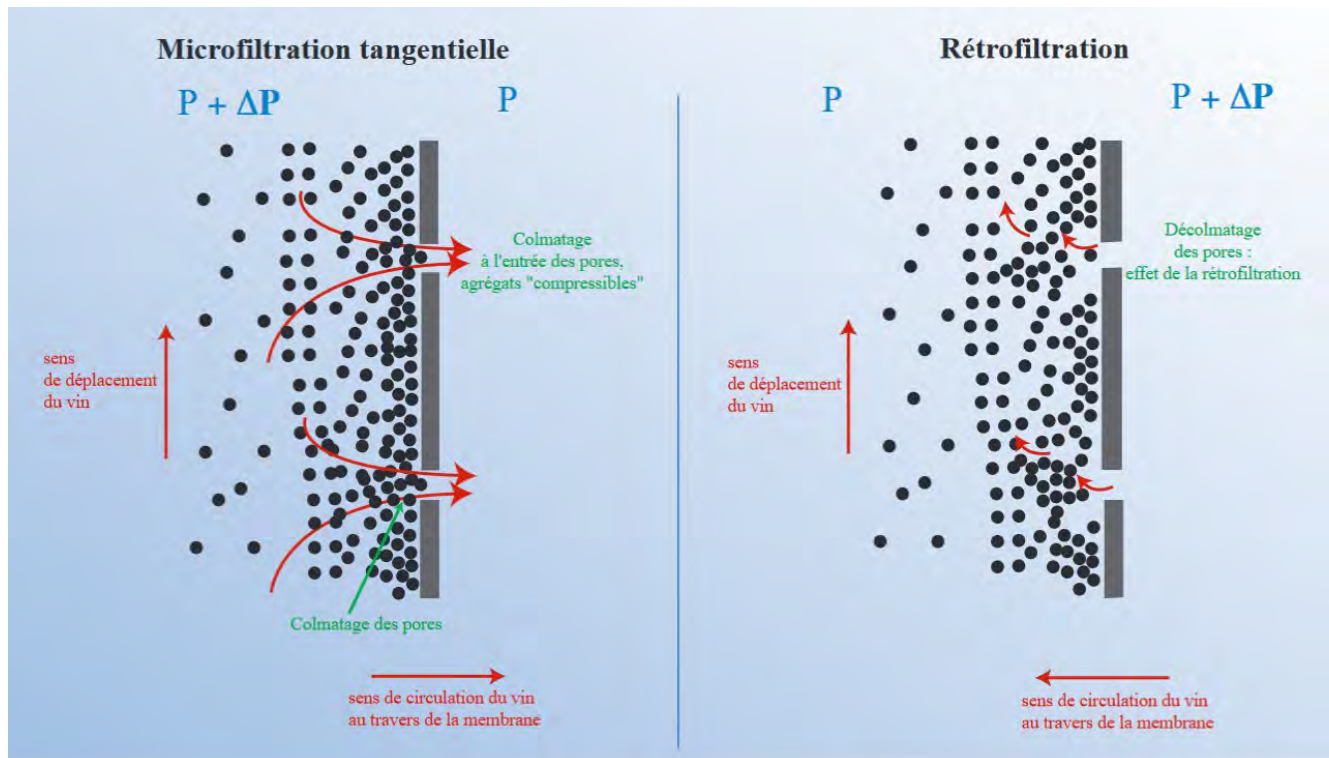 Microfiltration tangentielle
P + ΔP
P
Colmatage
à l'entrée des pores,
agrégats "compressibles"
sens
de déplacement
du vin
Colmatage des pores
sens de circulation du vin
au travers de la membrane
Rétrofiltration
P
P + ΔP
Décolmatage
des pores :
effet de la rétrofiltration
sens
de déplacement
du vin
sens de circulation du vin
au travers de la membrane